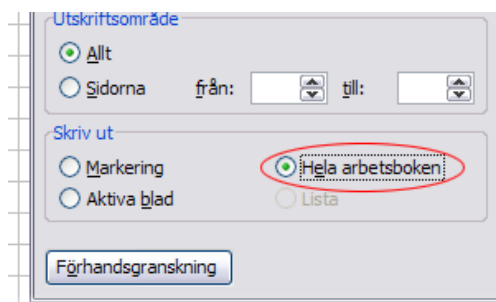 Utskriftsområde
Allt
Sidorna från: till:
Skriv ut
Markering Hela arbetsboken
Aktiva blad Lista
Förhandsgranskning